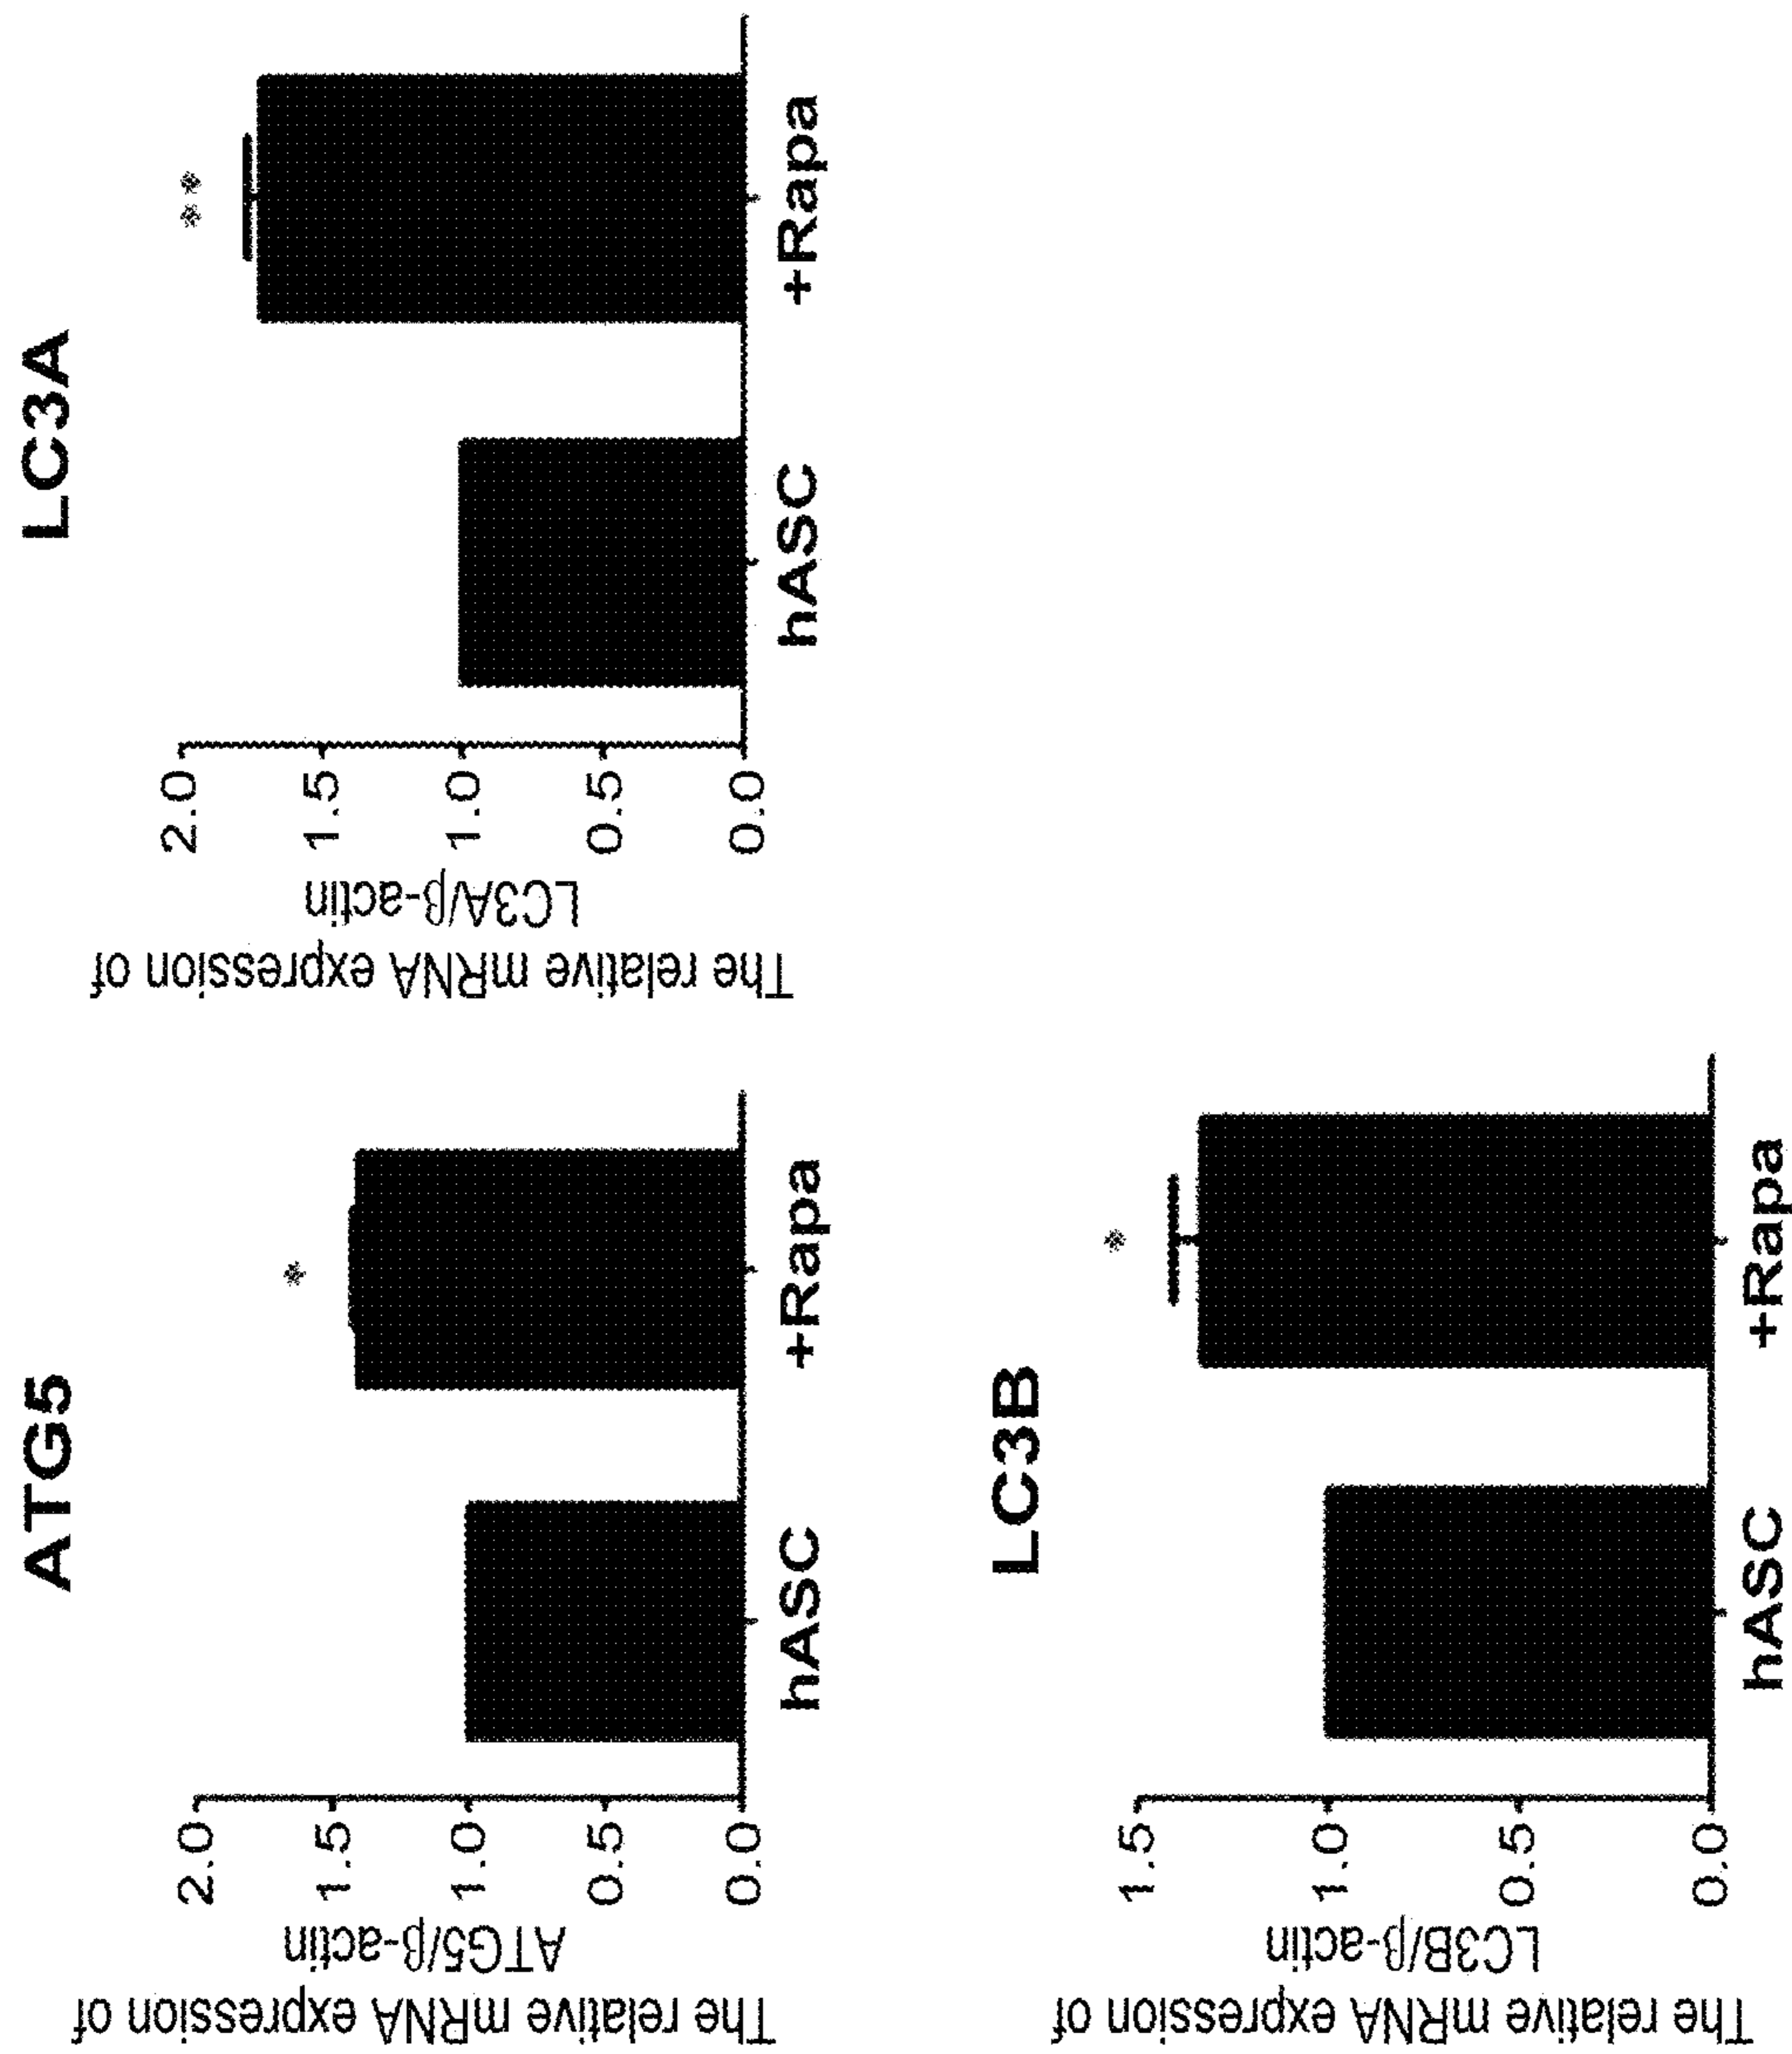 ATG5
The relative mRNA expression of
ATG5/β-actin
2.0
1.5
1.0
0.5
0.0
*
hASC
+Rapa
LC3A
The relative mRNA expression of
LC3A/β-actin
2.0
1.5
1.0
0.5
0.0
**
hASC
+Rapa
LC3B
The relative mRNA expression of
LC3B/β-actin
1.5
1.0
0.5
0.0
*
hASC
+Rapa